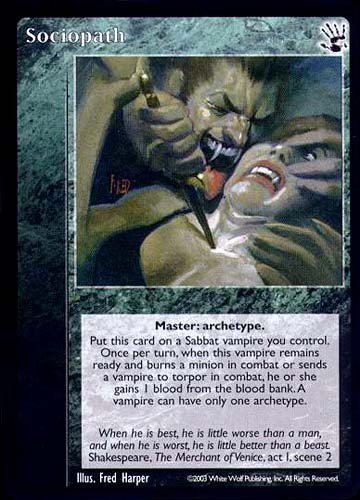 Sociopath
FRED
Master: archetype.
Put this card on a Sabbat vampire you control.
Once per turn, when this vampire remains
ready and burns a minion in combat or sends
a vampire to torpor in combat, he or she
gains 1 blood from the blood bank. A
vampire can have only one archetype.
When he is best, he is little worse than a man,
and when he is worst, he is little better than a beast.
Shakespeare, The Merchant of Venice, act I, scene 2
Illus. Fred Harper
©2003 White Wolf Publishing, Inc. All Rights Reserved.